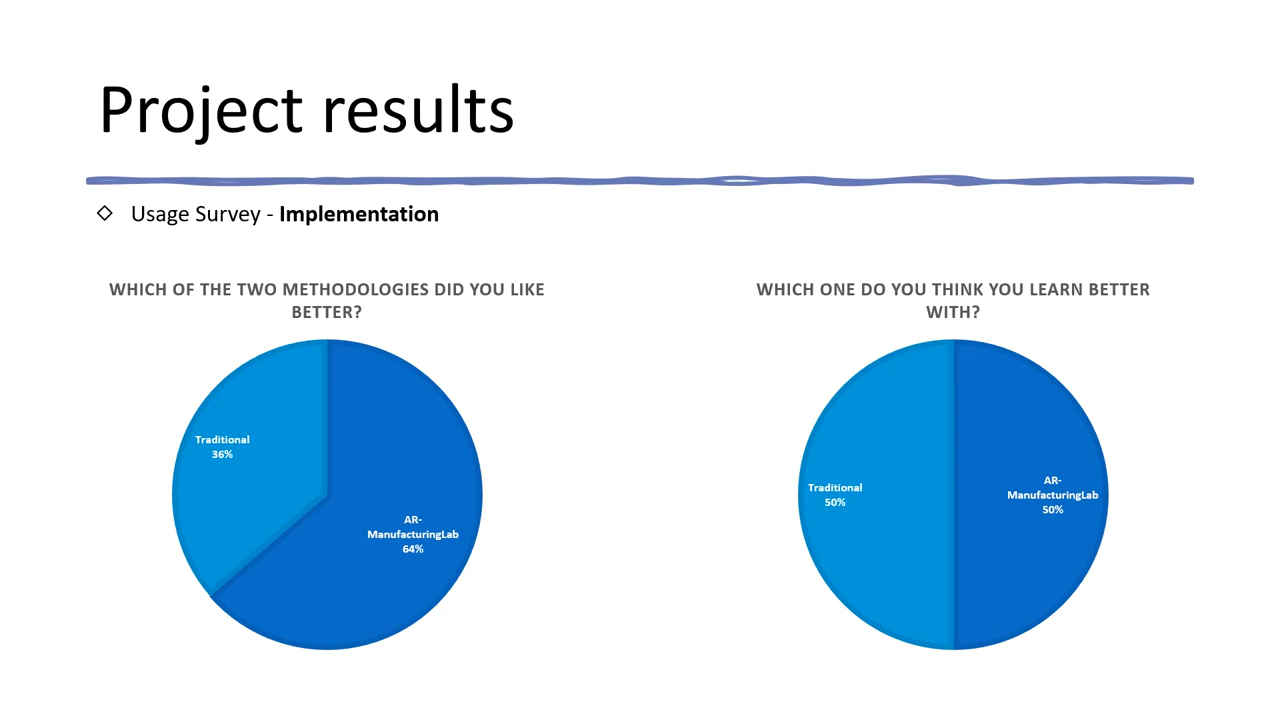 Project results
Usage Survey - Implementation
WHICH OF THE TWO METHODOLOGIES DID YOU LIKE
BETTER?
Traditional
36%
AR-
ManufacturingLab
64%
WHICH ONE DO YOU THINK YOU LEARN BETTER
WITH?
Traditional
50%
AR-
ManufacturingLab
50%